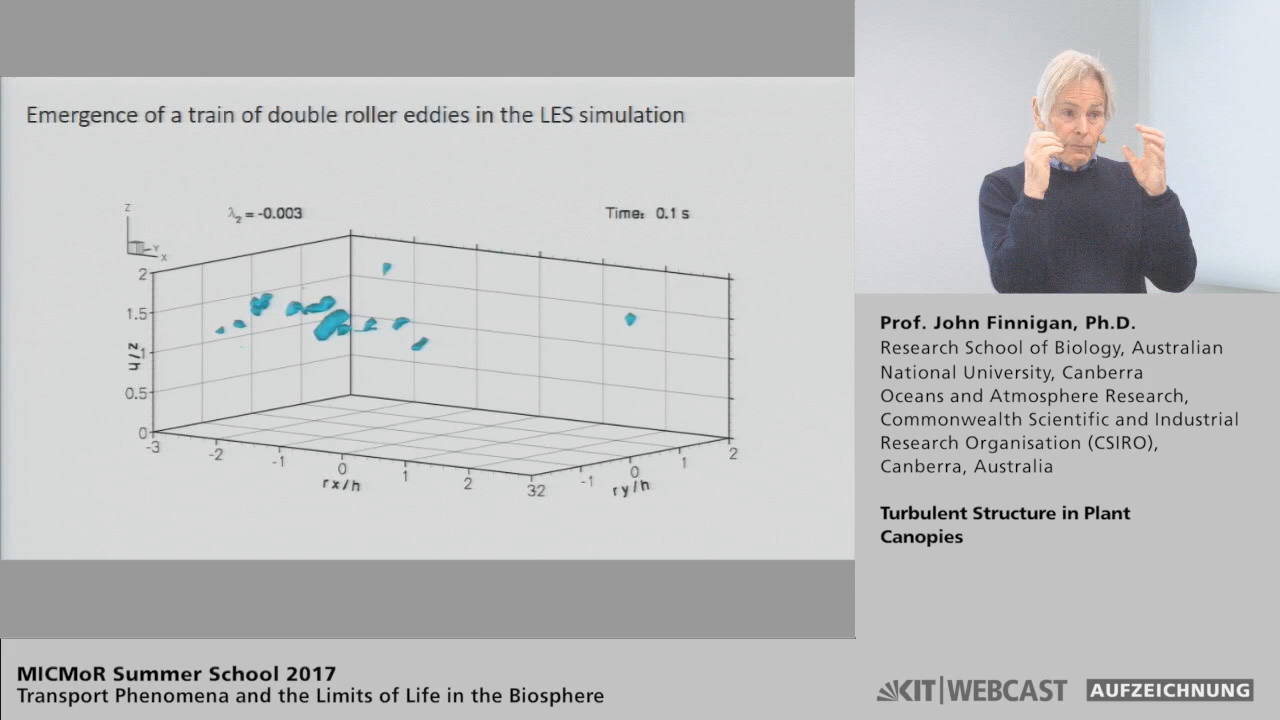 Emergence of a train of double roller eddies in the LES simulation
z
Y
X
λ₂ = -0.003
Time: 0.1 s
2
1.5
1
0.5
0
z/h
-3
-2
-1
0
1
2
32
-1
0
1
2
rx/h
ry/h
Prof. John Finnigan, Ph.D.
Research School of Biology, Australian
National University, Canberra
Oceans and Atmosphere Research,
Commonwealth Scientific and Industrial
Research Organisation (CSIRO),
Canberra, Australia
Turbulent Structure in Plant
Canopies
MICMoR Summer School 2017
Transport Phenomena and the Limits of Life in the Biosphere
KIT|WEBCAST AUFZEICHNUNG